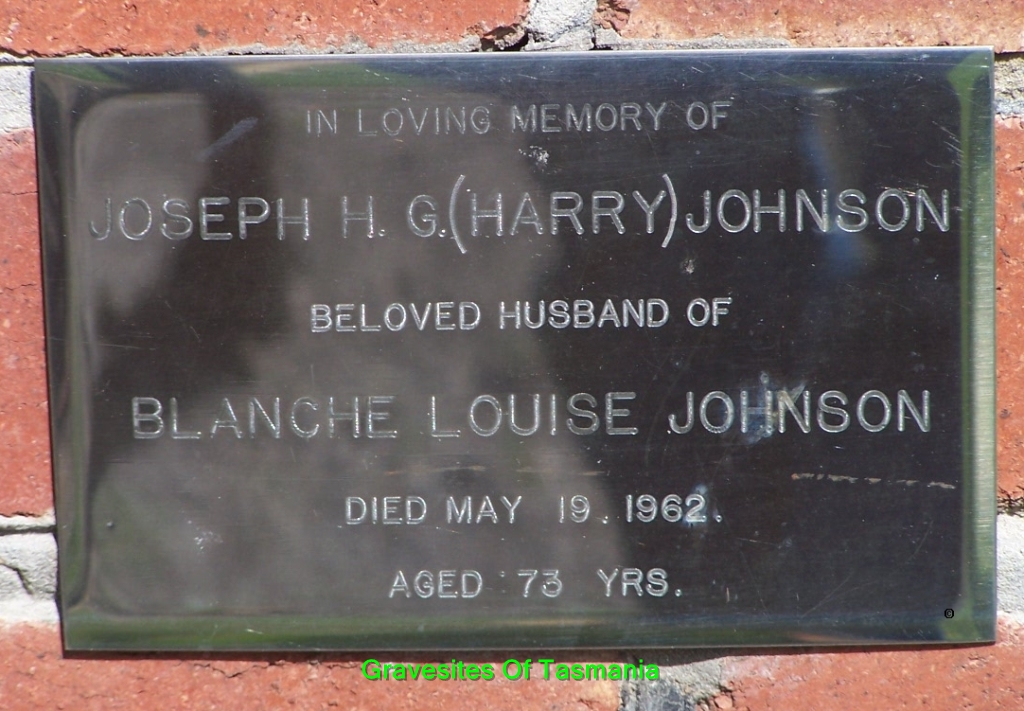 IN LOVING MEMORY OF
JOSEPH H. G. (HARRY) JOHNSON
BELOVED HUSBAND OF
BLANCHE LOUISE JOHNSON
DIED MAY 19. 1962.
AGED 73 YRS.
©
Gravesites Of Tasmania